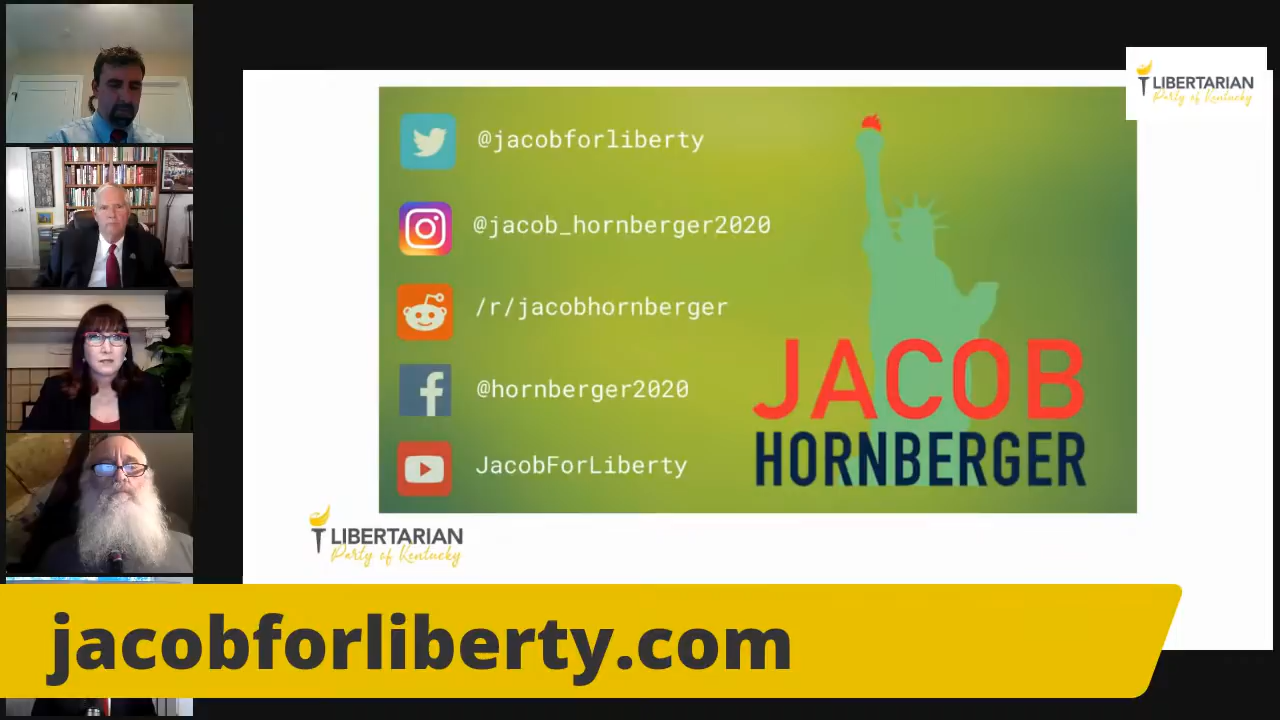 LIBERTARIAN
Party of Kentucky
@jacobforliberty
@jacob_hornberger2020
/r/jacobhornberger
@hornberger2020
JacobForLiberty
JACOB
HORNBERGER
LIBERTARIAN
Party of Kentucky
jacobforliberty.com